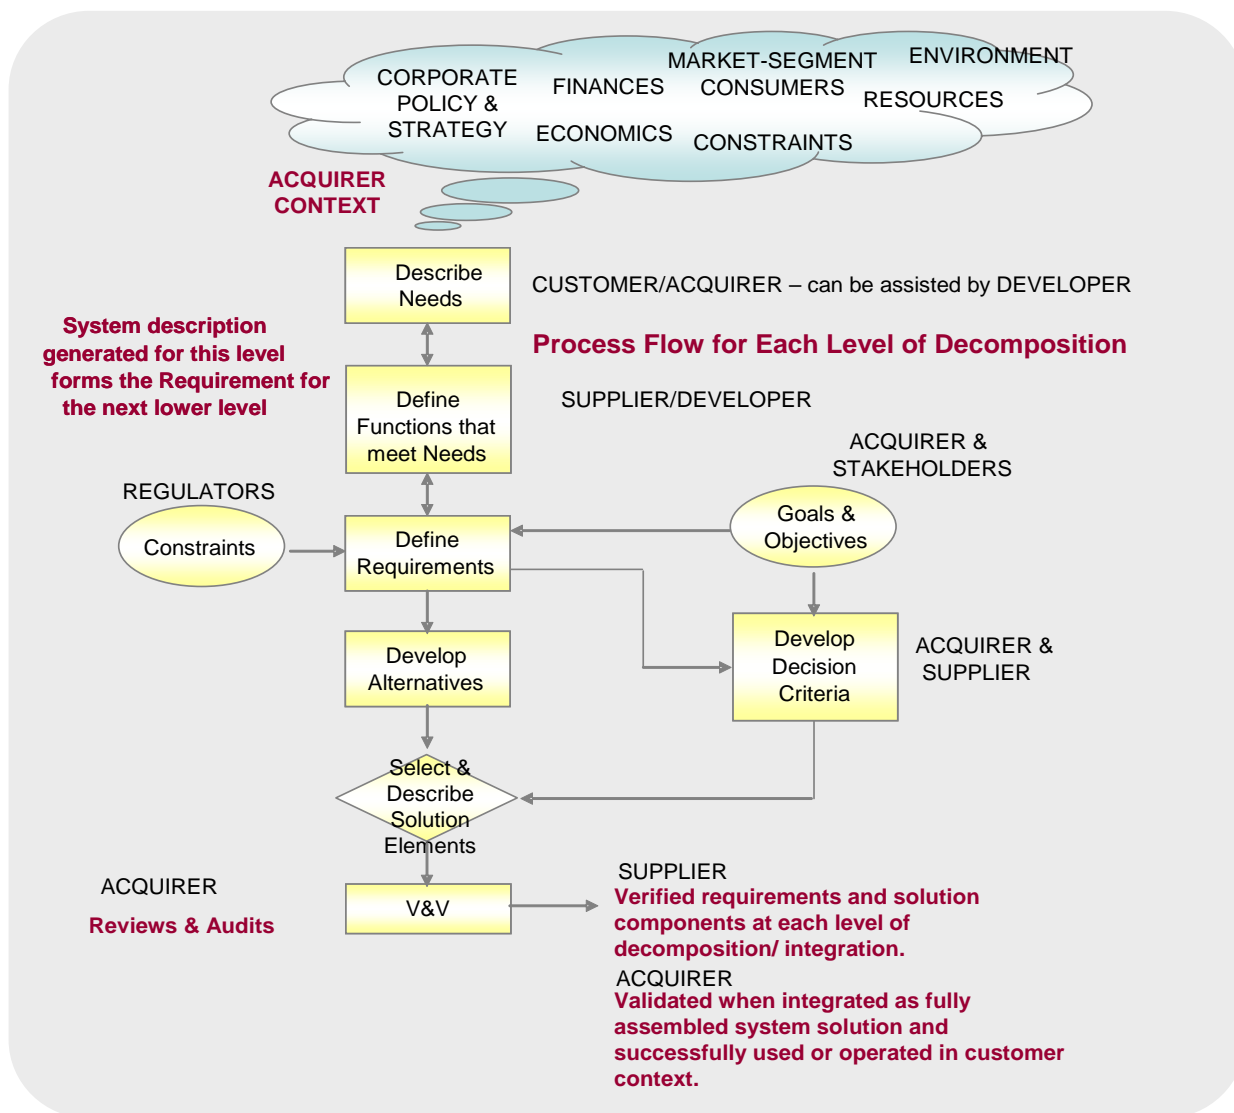 CORPORATE
POLICY &
STRATEGY
FINANCES
ECONOMICS
MARKET-SEGMENT
CONSUMERS
CONSTRAINTS
ENVIRONMENT
RESOURCES
ACQUIRER
CONTEXT
Describe
Needs
CUSTOMER/ACQUIRER – can be assisted by DEVELOPER
System description
generated for this level
forms the Requirement for
the next lower level
Process Flow for Each Level of Decomposition
Define
Functions that
meet Needs
SUPPLIER/DEVELOPER
ACQUIRER &
STAKEHOLDERS
REGULATORS
Constraints
Define
Requirements
Goals &
Objectives
Develop
Alternatives
Develop
Decision
Criteria
ACQUIRER &
SUPPLIER
Select &
Describe
Solution
Elements
ACQUIRER
Reviews & Audits
V&V
SUPPLIER
Verified requirements and solution
components at each level of
decomposition/ integration.
ACQUIRER
Validated when integrated as fully
assembled system solution and
successfully used or operated in customer
context.